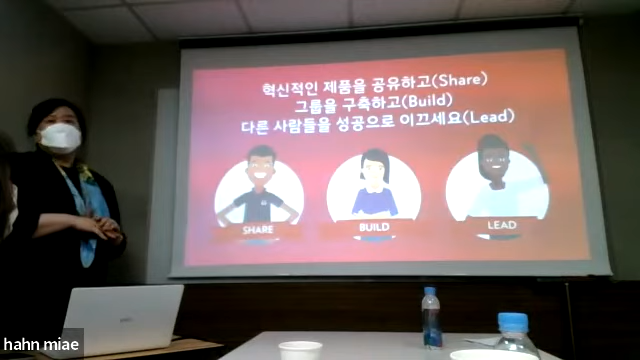 혁신적인 제품을 공유하고(Share)
그룹을 구축하고(Build)
다른 사람들을 성공으로 이끄세요(Lead)
SHARE
BUILD
LEAD
hahn miae